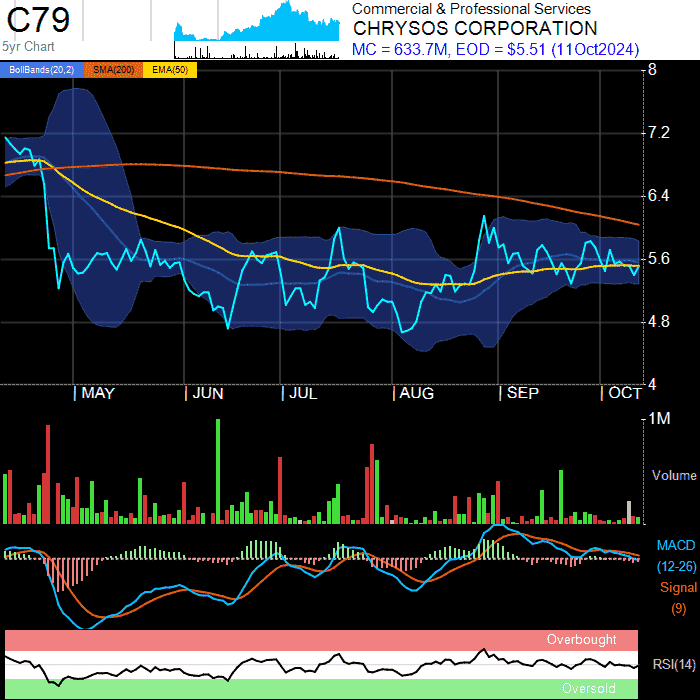 C79
5yr Chart
Commercial & Professional Services
CHRYSOS CORPORATION
MC = 633.7M, EOD = $5.51 (11Oct2024)
BollBands(20,2) SMA(200) EMA(50)
8
7.2
6.4
5.6
4.8
4
MAY JUN JUL AUG SEP OCT
1M
Volume
MACD
(12-26)
Signal
(9)
Overbought
RSI(14)
Oversold